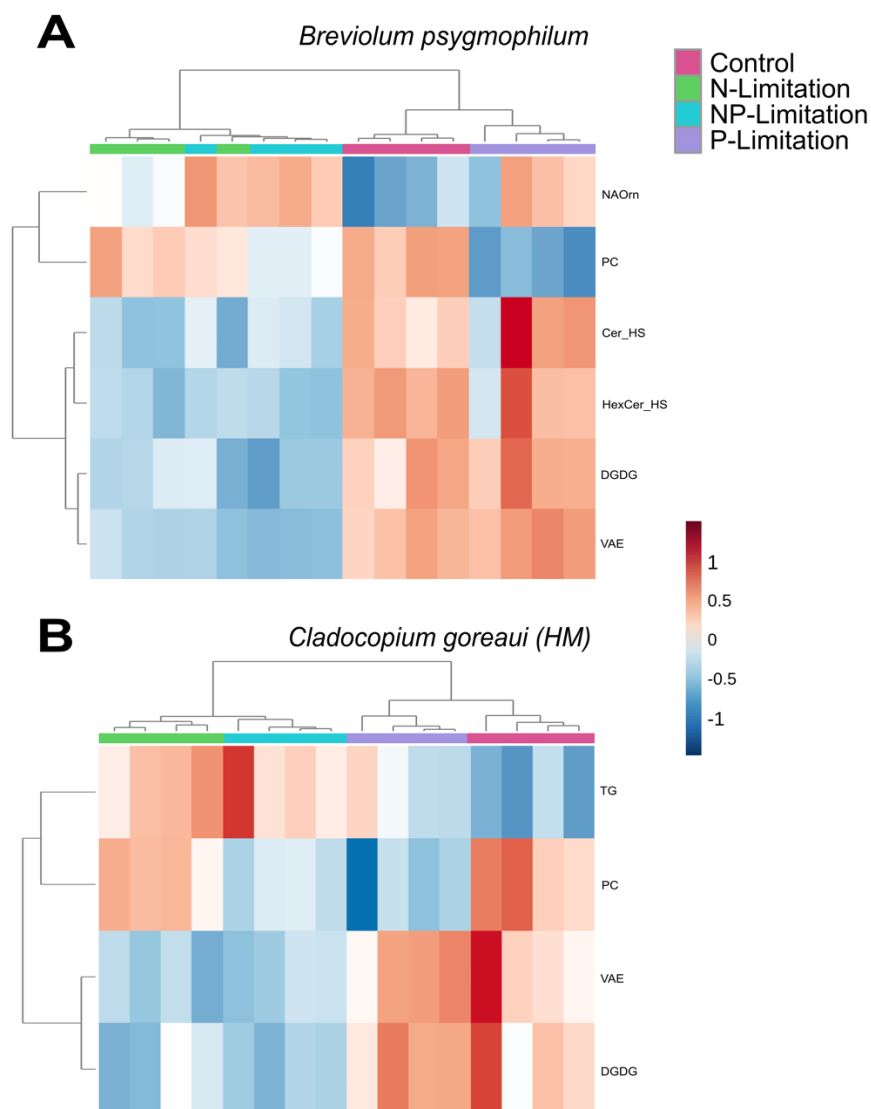 A
Breviolum psygmophilum
Control
N-Limitation
NP-Limitation
P-Limitation
NAOrn
PC
Cer_HS
HexCer_HS
DGDG
VAE
1
0.5
0
-0.5
-1
B
Cladocopium goreaui (HM)
TG
PC
VAE
DGDG